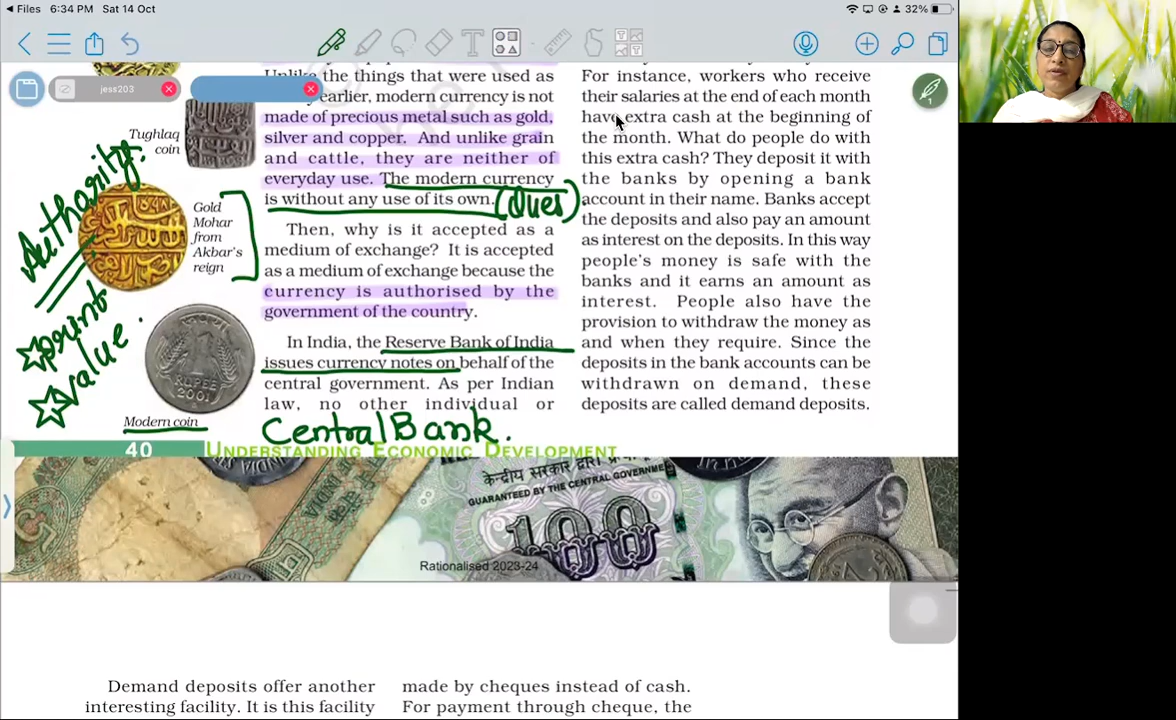 Files 6:34 PM Sat 14 Oct
32%
jess203
Tughlaq
coin
Gold
Mohar
from
Akbar's
reign
Modern coin
Authority.
print
value.
RUPEE
2001
Unlike the things that were used as
earlier, modern currency is not
made of precious metal such as gold,
silver and copper. And unlike grain
and cattle, they are neither of
everyday use. The modern currency
is without any use of its own. (Ques)
Then, why is it accepted as a
medium of exchange? It is accepted
as a medium of exchange because the
currency is authorised by the
government of the country.
In India, the Reserve Bank of India
issues currency notes on behalf of the
central government. As per Indian
law, no other individual or
Central Bank.
For instance, workers who receive
their salaries at the end of each month
have extra cash at the beginning of
the month. What do people do with
this extra cash? They deposit it with
the banks by opening a bank
account in their name. Banks accept
the deposits and also pay an amount
as interest on the deposits. In this way
people's money is safe with the
banks and it earns an amount as
interest. People also have the
provision to withdraw the money as
and when they require. Since the
deposits in the bank accounts can be
withdrawn on demand, these
deposits are called demand deposits.
40 UNDERSTANDING ECONOMIC DEVELOPMENT
केन्द्रीय सरकार द्वारा
GUARANTEED BY THE CENTRAL GOVERNME
100
Rationalised 2023-24
Demand deposits offer another
interesting facility. It is this facility
made by cheques instead of cash.
For payment through cheque, the